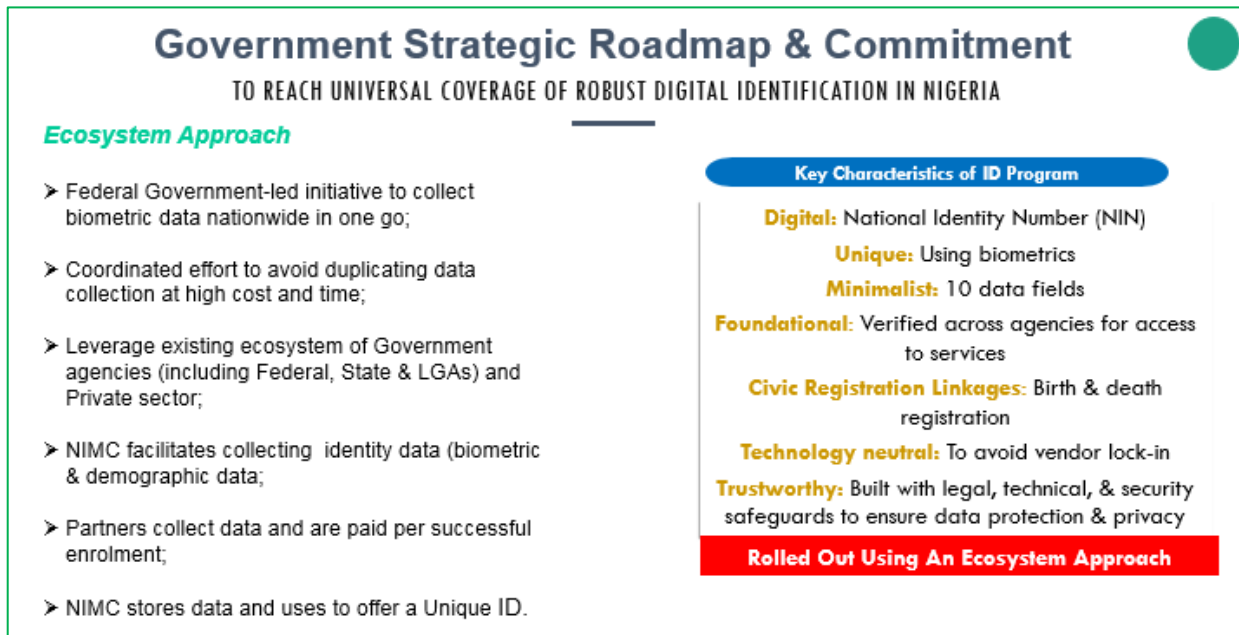 Government Strategic Roadmap & Commitment
TO REACH UNIVERSAL COVERAGE OF ROBUST DIGITAL IDENTIFICATION IN NIGERIA
Ecosystem Approach
➢ Federal Government-led initiative to collect
biometric data nationwide in one go;
➢ Coordinated effort to avoid duplicating data
collection at high cost and time;
➢ Leverage existing ecosystem of Government
agencies (including Federal, State & LGAs) and
Private sector;
➢ NIMC facilitates collecting identity data (biometric
& demographic data;
➢ Partners collect data and are paid per successful
enrolment;
➢ NIMC stores data and uses to offer a Unique ID.
Key Characteristics of ID Program
Digital: National Identity Number (NIN)
Unique: Using biometrics
Minimalist: 10 data fields
Foundational: Verified across agencies for access
to services
Civic Registration Linkages: Birth & death
registration
Technology neutral: To avoid vendor lock-in
Trustworthy: Built with legal, technical, & security
safeguards to ensure data protection & privacy
Rolled Out Using An Ecosystem Approach